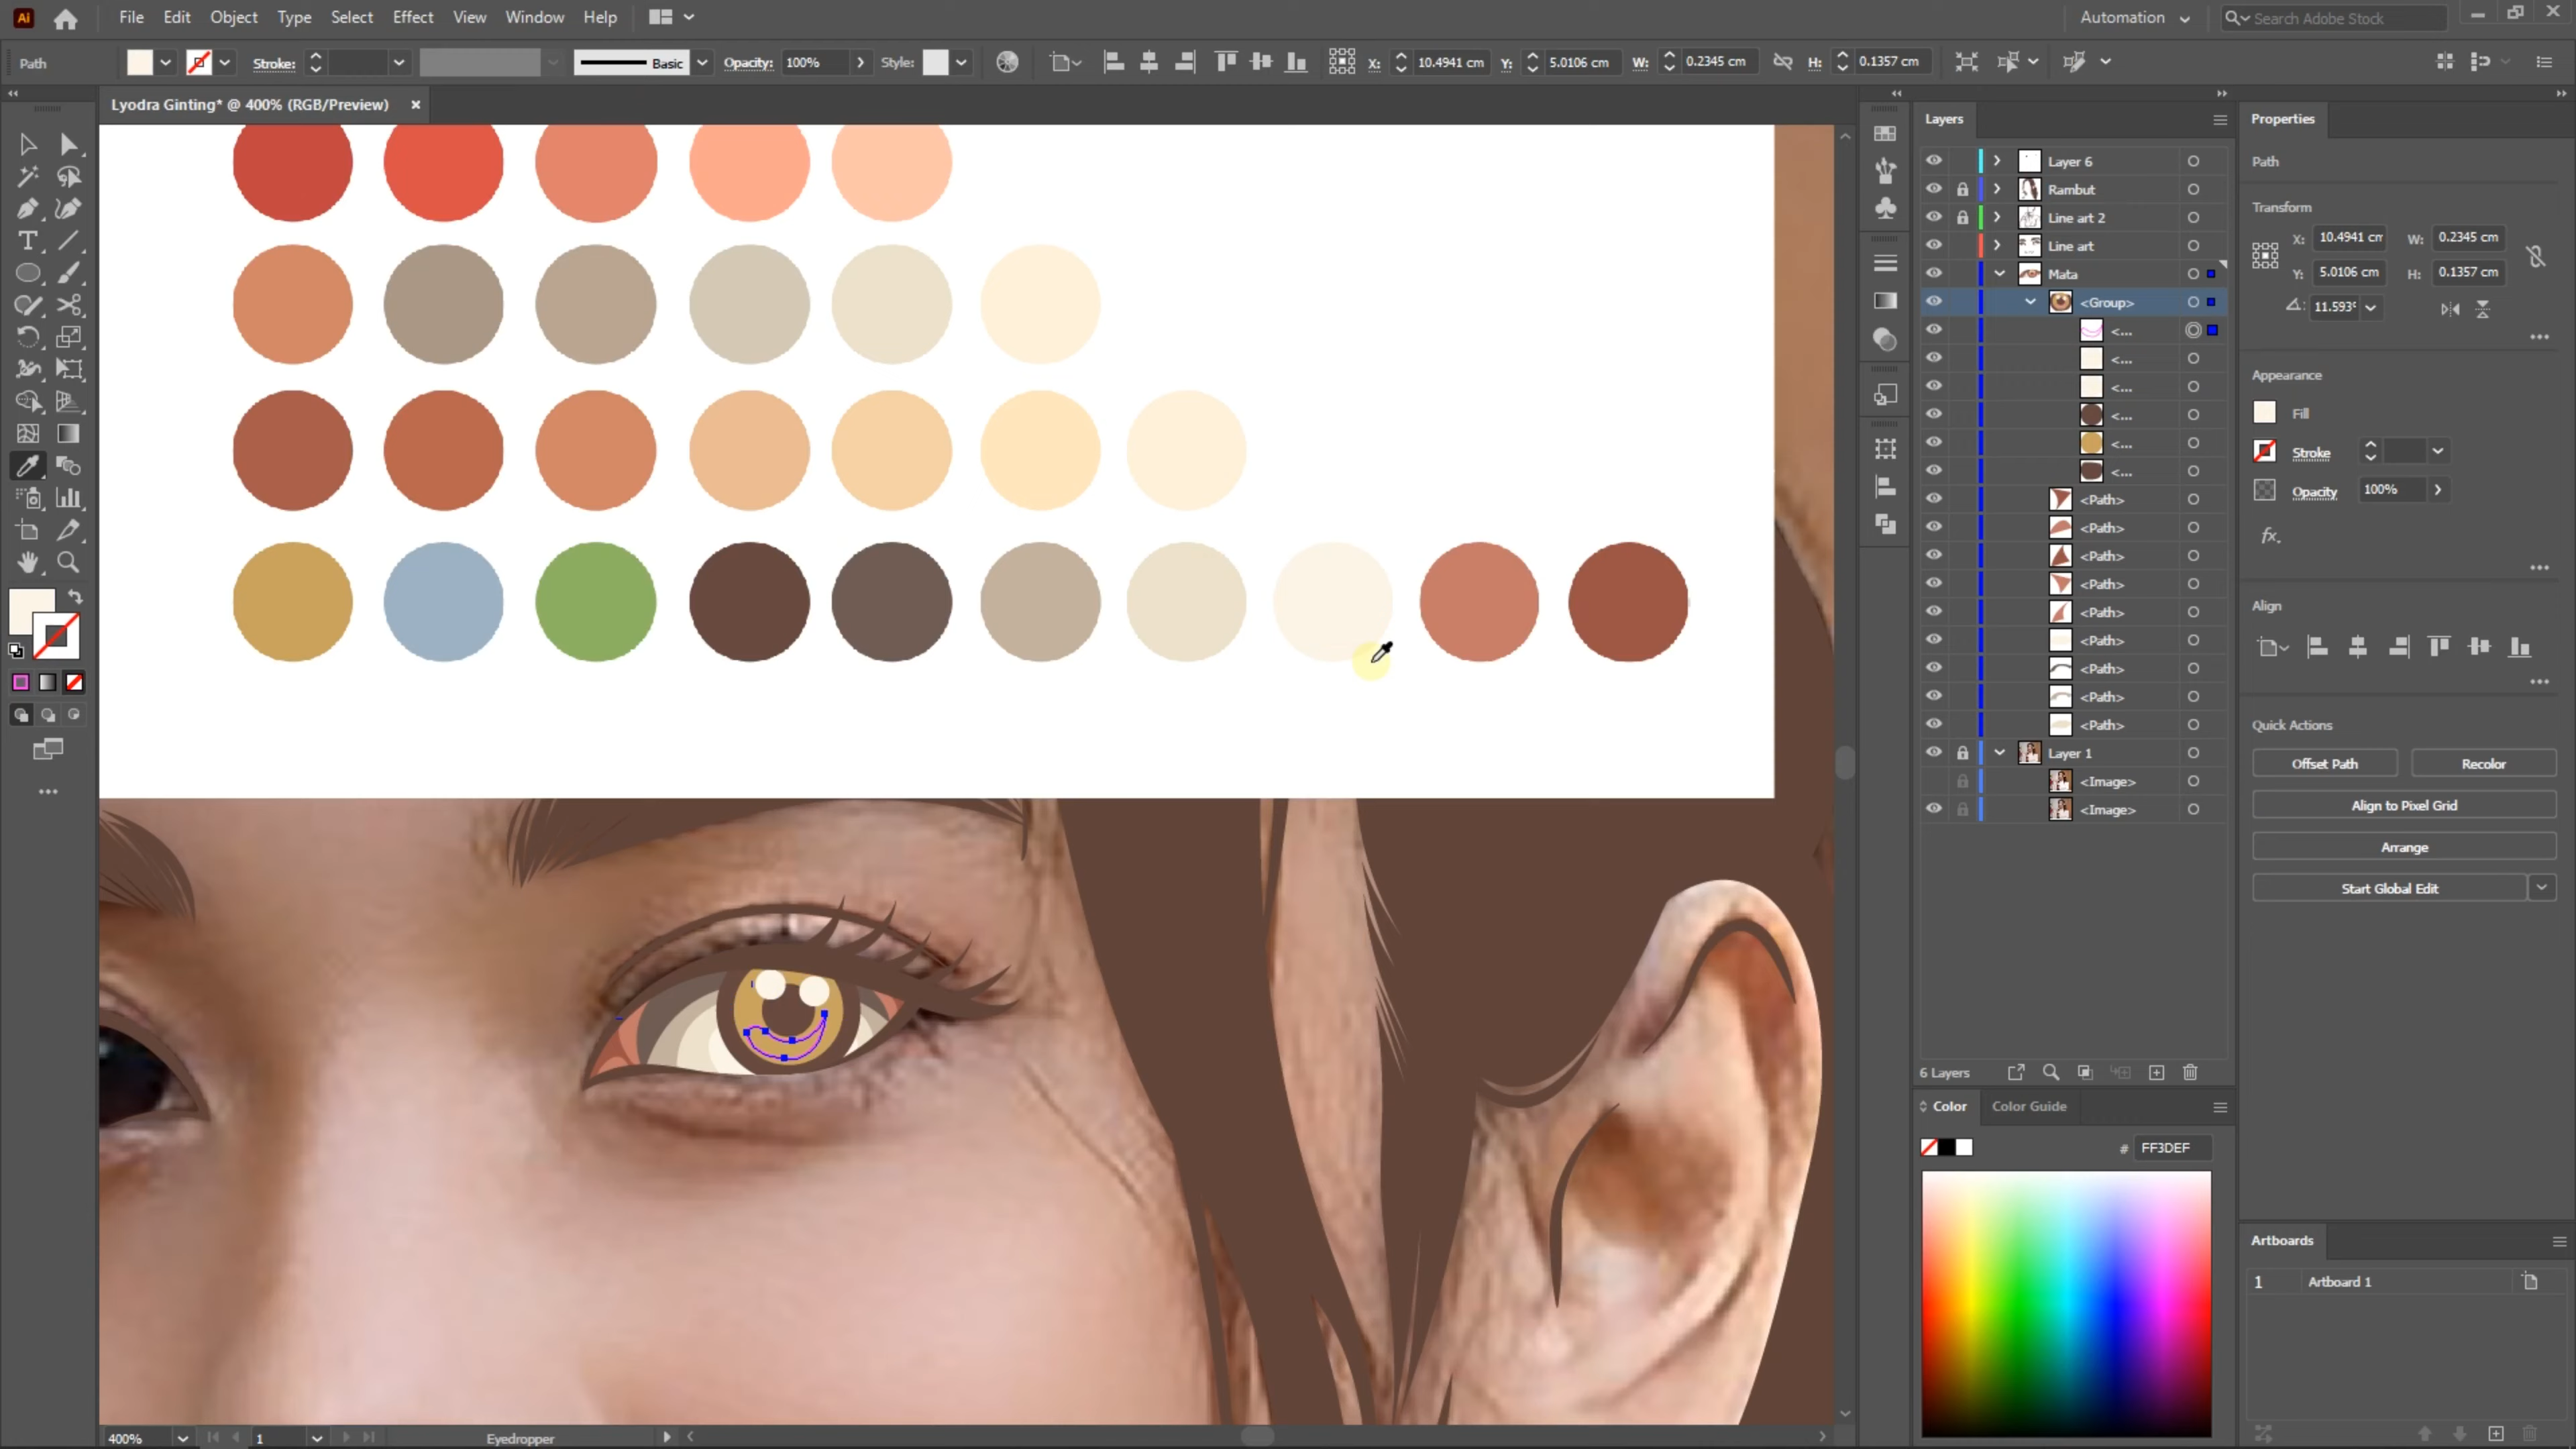 Ai File Edit Object Type Select Effect View Window Help Automation Search Adobe Stock
Path Stroke: Basic Opacity: 100% Style: X: 10.4941 cm Y: 5.0106 cm W: 0.2345 cm H: 0.1357 cm
Lyodra Ginting* @ 400% (RGB/Preview)
Layers
Layer 6
Rambut
Line art 2
Line art
Mata
<Group>
<...
<...
<...
<...
<...
<...
<Path>
<Path>
<Path>
<Path>
<Path>
<Path>
<Path>
<Path>
<Path>
Layer 1
<Image>
<Image>
6 Layers
Color Color Guide
# FF3DEF
Properties
Path
Transform
X: 10.4941 cm W: 0.2345 cm
Y: 5.0106 cm H: 0.1357 cm
11.593°
Appearance
Fill
Stroke
Opacity 100%
fx.
Align
Quick Actions
Offset Path Recolor
Align to Pixel Grid
Arrange
Start Global Edit
Artboards
1 Artboard 1
400% 1 Eyedropper